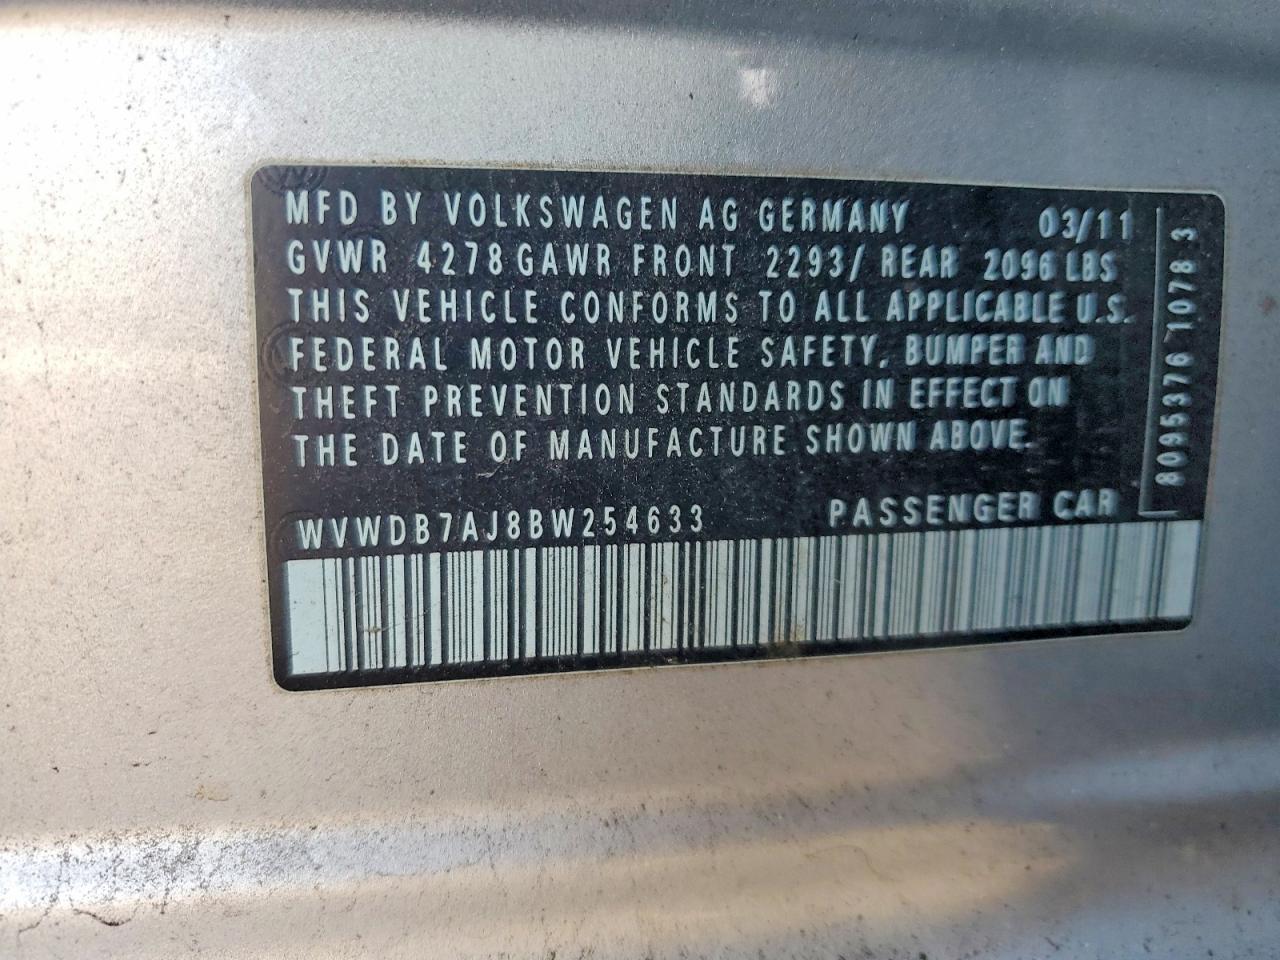 MFD BY VOLKSWAGEN AG GERMANY 03/11
GVWR 4278 GAWR FRONT 2293/ REAR 2096 LBS
THIS VEHICLE CONFORMS TO ALL APPLICABLE U.S.
FEDERAL MOTOR VEHICLE SAFETY, BUMPER AND
THEFT PREVENTION STANDARDS IN EFFECT ON
THE DATE OF MANUFACTURE SHOWN ABOVE.
WVWDB7AJ8BW254633 PASSENGER CAR
8095376 1078 3